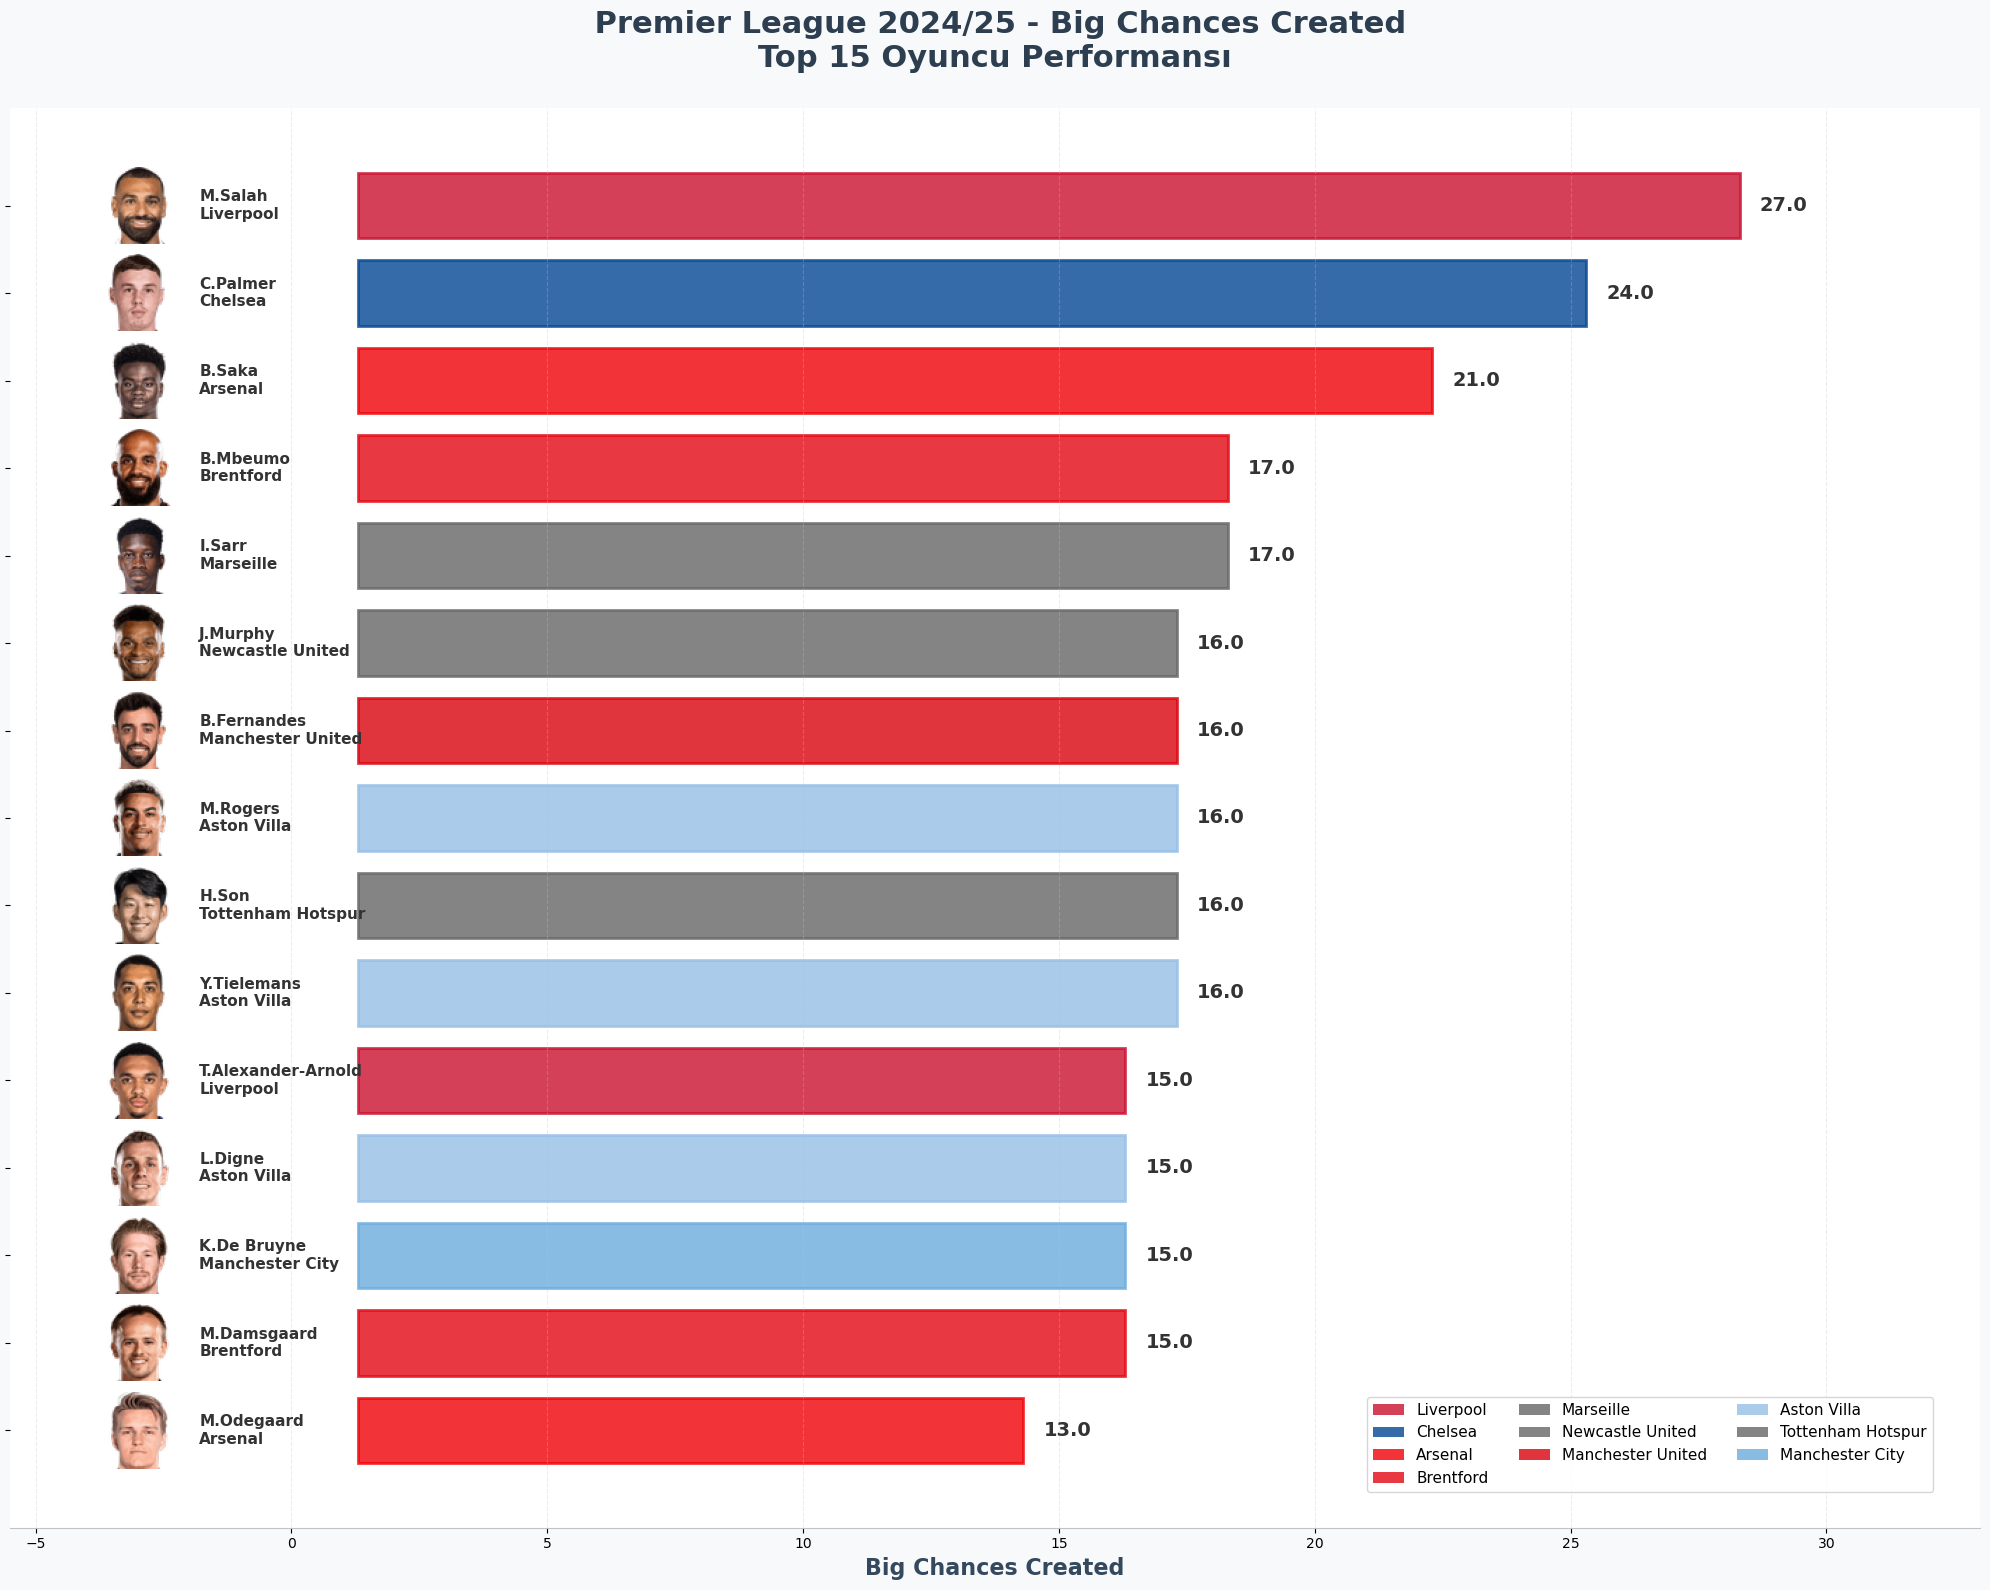 Premier League 2024/25 - Big Chances Created
Top 15 Oyuncu Performansı
M.Salah
Liverpool
27.0
C.Palmer
Chelsea
24.0
B.Saka
Arsenal
21.0
B.Mbeumo
Brentford
17.0
I.Sarr
Marseille
17.0
J.Murphy
Newcastle United
16.0
B.Fernandes
Manchester United
16.0
M.Rogers
Aston Villa
16.0
H.Son
Tottenham Hotspur
16.0
Y.Tielemans
Aston Villa
16.0
T.Alexander-Arnold
Liverpool
15.0
L.Digne
Aston Villa
15.0
K.De Bruyne
Manchester City
15.0
M.Damsgaard
Brentford
15.0
M.Odegaard
Arsenal
13.0
Liverpool
Chelsea
Arsenal
Brentford
Marseille
Newcastle United
Manchester United
Aston Villa
Tottenham Hotspur
Manchester City
−5 0 5 10 15 20 25 30
Big Chances Created